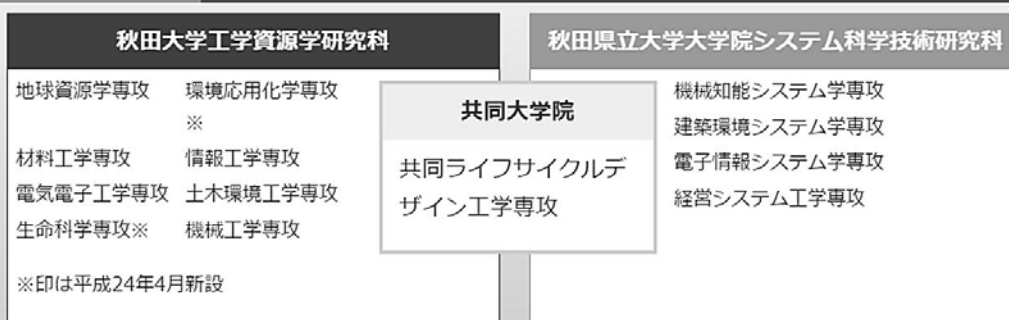 秋田大学工学資源学研究科
地球資源学専攻 環境応用化学専攻
※
材料工学専攻 情報工学専攻
電気電子工学専攻 土木環境工学専攻
生命科学専攻※ 機械工学専攻
※印は平成24年4月新設
共同大学院
共同ライフサイクルデ
ザイン工学専攻
秋田県立大学大学院システム科学技術研究科
機械知能システム学専攻
建築環境システム学専攻
電子情報システム学専攻
経営システム工学専攻